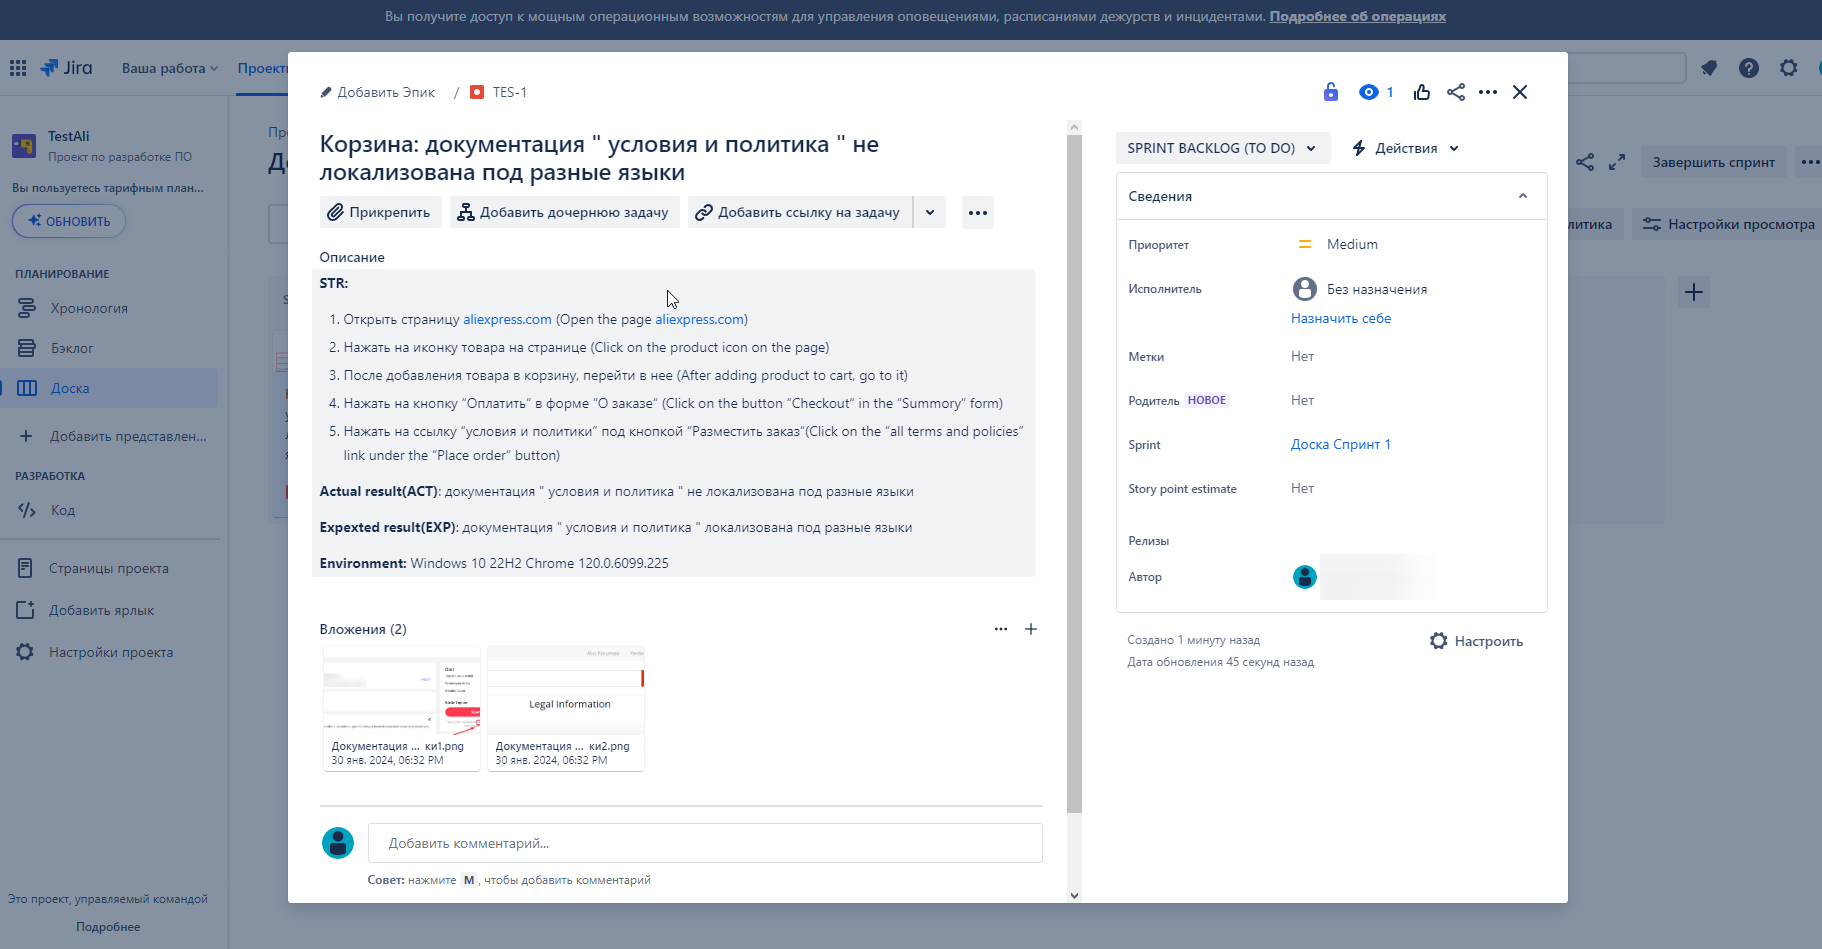 Вы получите доступ к мощным операционным возможностям для управления оповещениями, расписаниями дежурств и инцидентами. Подробнее об операциях
Jira
Ваша работа
TestAli
Проект по разработке ПО
Вы пользуетесь тарифным план...
ОБНОВИТЬ
ПЛАНИРОВАНИЕ
Хронология
Бэклог
Доска
Добавить представлен...
РАЗРАБОТКА
Код
Страницы проекта
Добавить ярлык
Настройки проекта
Это проект, управляемый командой
Подробнее
Добавить Эпик / TES-1
1
Корзина: документация " условия и политика " не
локализована под разные языки
Прикрепить
Добавить дочернюю задачу
Добавить ссылку на задачу
Описание
STR:
1. Открыть страницу aliexpress.com (Open the page aliexpress.com)
2. Нажать на иконку товара на странице (Click on the product icon on the page)
3. После добавления товара в корзину, перейти в нее (After adding product to cart, go to it)
4. Нажать на кнопку “Оплатить” в форме “О заказе” (Click on the button “Checkout” in the “Summory” form)
5. Нажать на ссылку “условия и политики” под кнопкой “Разместить заказ”(Click on the “all terms and policies”
link under the “Place order” button)
Actual result(ACT): документация " условия и политика " не локализована под разные языки
Expexted result(EXP): документация " условия и политика " локализована под разные языки
Environment: Windows 10 22H2 Chrome 120.0.6099.225
Вложения (2)
Legal Information
Документация ... ки1.png
30 янв. 2024, 06:32 PM
Документация ... ки2.png
30 янв. 2024, 06:32 PM
Добавить комментарий...
Совет: нажмите M, чтобы добавить комментарий
SPRINT BACKLOG (TO DO)
Действия
Сведения
Приоритет
Medium
Исполнитель
Без назначения
Назначить себе
Метки
Нет
Родитель НОВОЕ
Нет
Sprint
Доска Спринт 1
Story point estimate
Нет
Релизы
Автор
Создано 1 минуту назад
Дата обновления 45 секунд назад
Настроить
Завершить спринт
Настройки просмотра